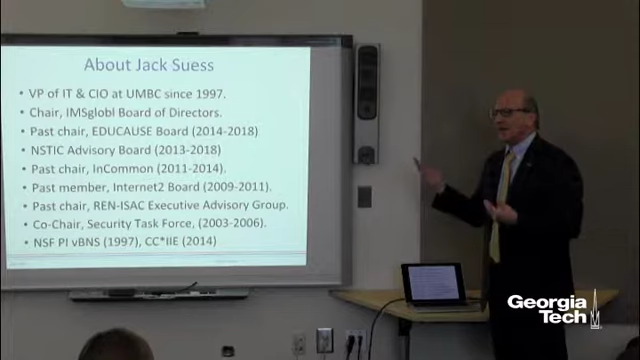 About Jack Suess
• VP of IT & CIO at UMBC since 1997.
• Chair, IMSglobl Board of Directors.
• Past chair, EDUCAUSE Board (2014-2018)
• NSTIC Advisory Board (2013-2018)
• Past chair, InCommon (2011-2014).
• Past member, Internet2 Board (2009-2011).
• Past chair, REN-ISAC Executive Advisory Group.
• Co-Chair, Security Task Force, (2003-2006).
• NSF PI vBNS (1997), CC*IIE (2014)
Georgia
Tech